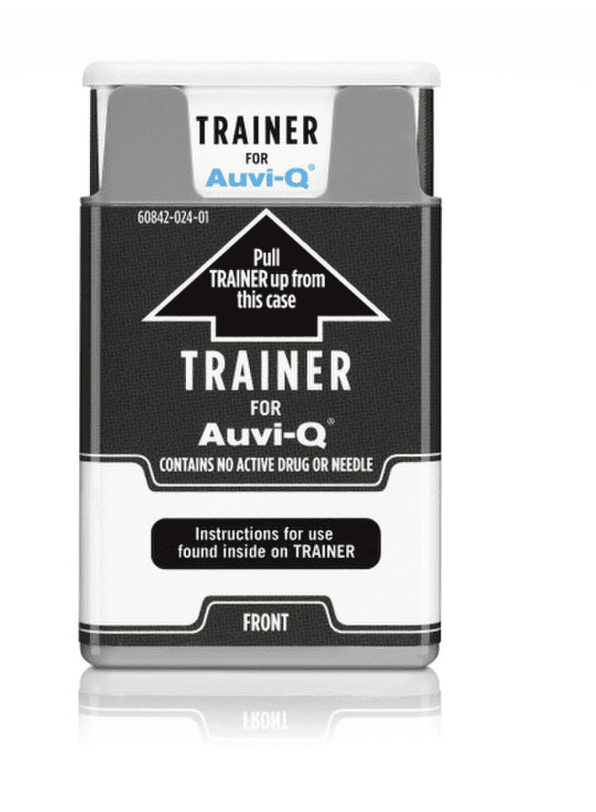 TRAINER
FOR
Auvi-Q®
60842-024-01
Pull
TRAINER up from
this case
TRAINER
FOR
Auvi-Q®
CONTAINS NO ACTIVE DRUG OR NEEDLE
Instructions for use
found inside on TRAINER
FRONT